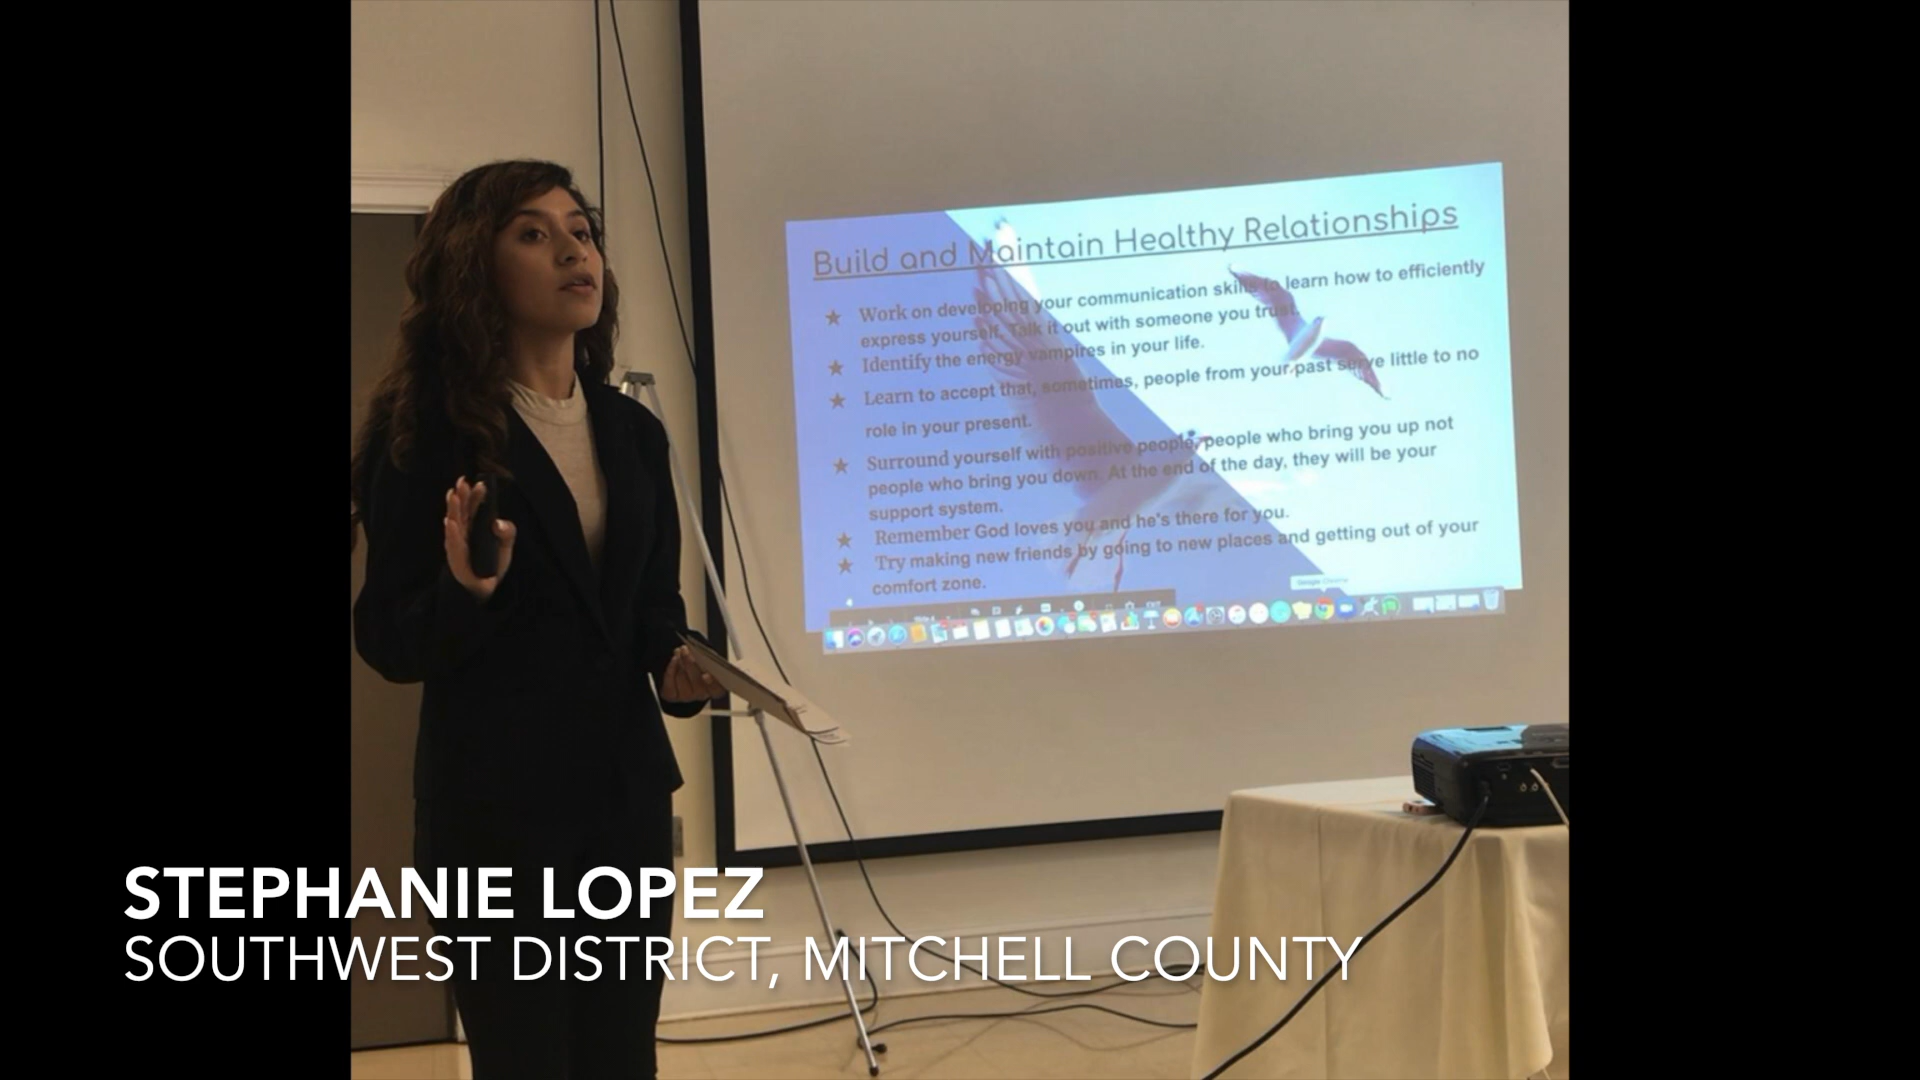 Build and Maintain Healthy Relationships
Work on developing your communication skills to learn how to efficiently
express yourself. Talk it out with someone you trust.
Identify the energy vampires in your life.
Learn to accept that, sometimes, people from your past serve little to no
role in your present.
Surround yourself with positive people, people who bring you up not
people who bring you down. At the end of the day, they will be your
support system.
Remember God loves you and he's there for you.
Try making new friends by going to new places and getting out of your
comfort zone.
Google Chrome
STEPHANIE LOPEZ
SOUTHWEST DISTRICT, MITCHELL COUNTY